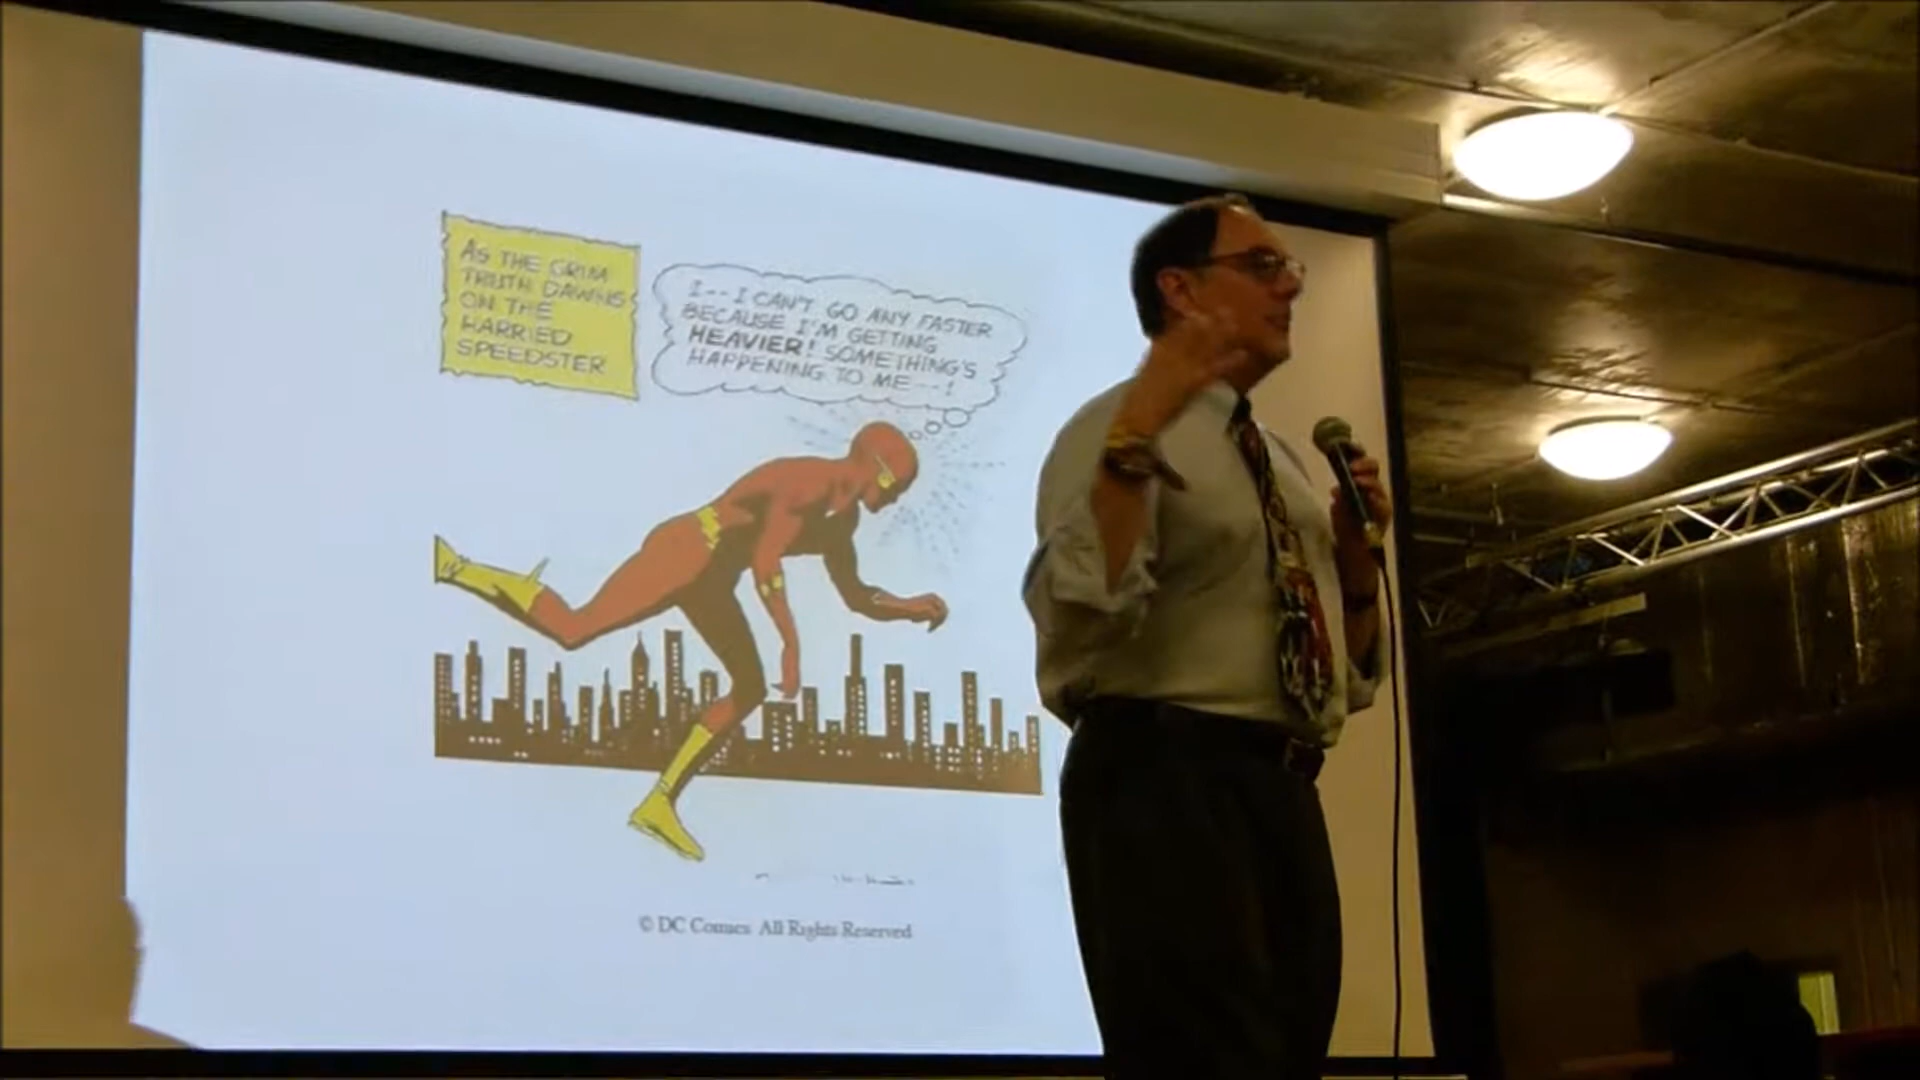 AS THE GRIM
TRUTH DAWNS
ON THE
HARRIED
SPEEDSTER
I--I CAN'T GO ANY FASTER
BECAUSE I'M GETTING
HEAVIER! SOMETHING'S
HAPPENING TO ME--!
© DC Comics All Rights Reserved